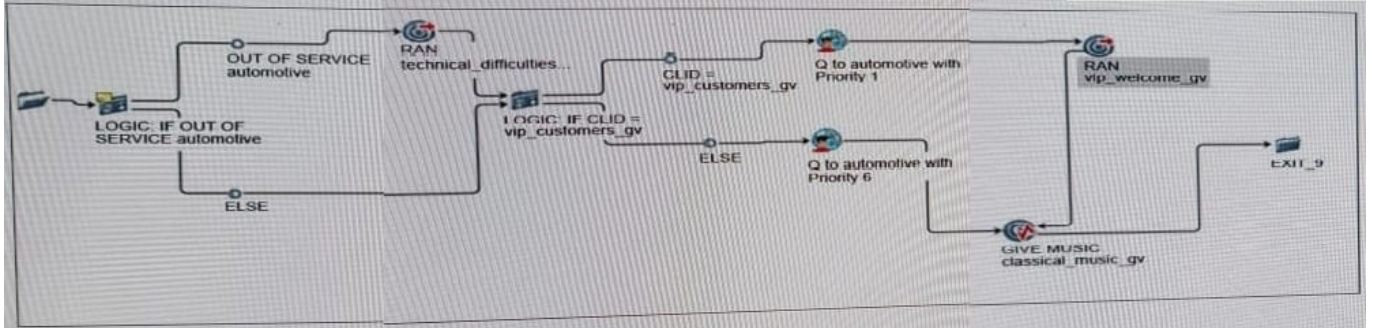 LOGIC: IF OUT OF
SERVICE automotive
OUT OF SERVICE
automotive
ELSE
RAN
technical_difficulties...
LOGIC: IF CLID =
vip_customers_gv
CLID =
vip_customers_gv
ELSE
Q to automotive with
Priority 1
Q to automotive with
Priority 6
RAN
vip_welcome_gv
GIVE MUSIC
classical_music_gv
EXIT_9